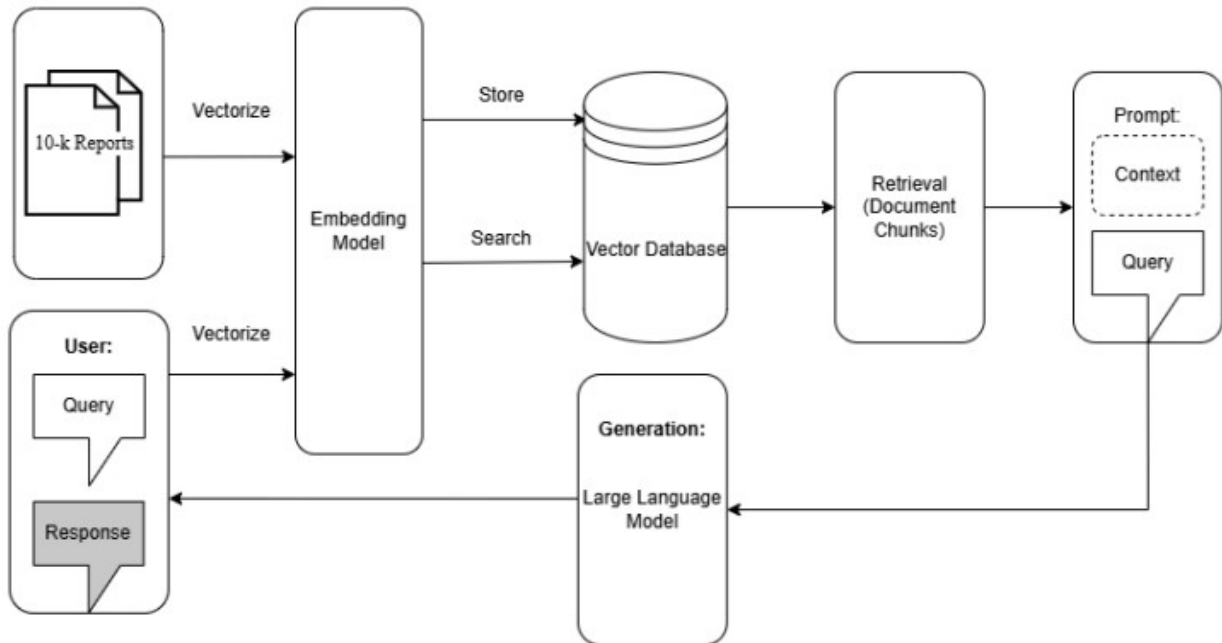 10-k Reports
Vectorize
Embedding
Model
Store
Search
Vector Database
Retrieval
(Document
Chunks)
Prompt:
Context
Query
User:
Query
Response
Vectorize
Generation:
Large Language
Model